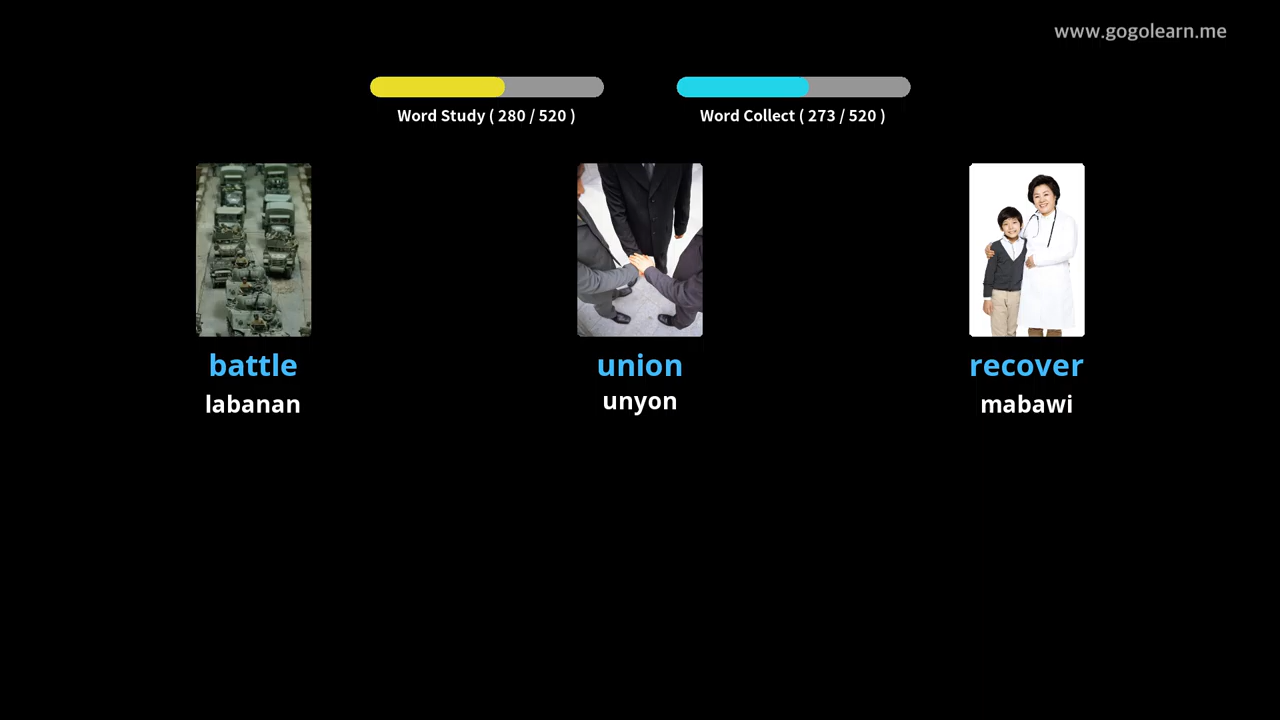 www.gogolearn.me
Word Study ( 280 / 520 )
Word Collect ( 273 / 520 )
battle
labanan
union
unyon
recover
mabawi